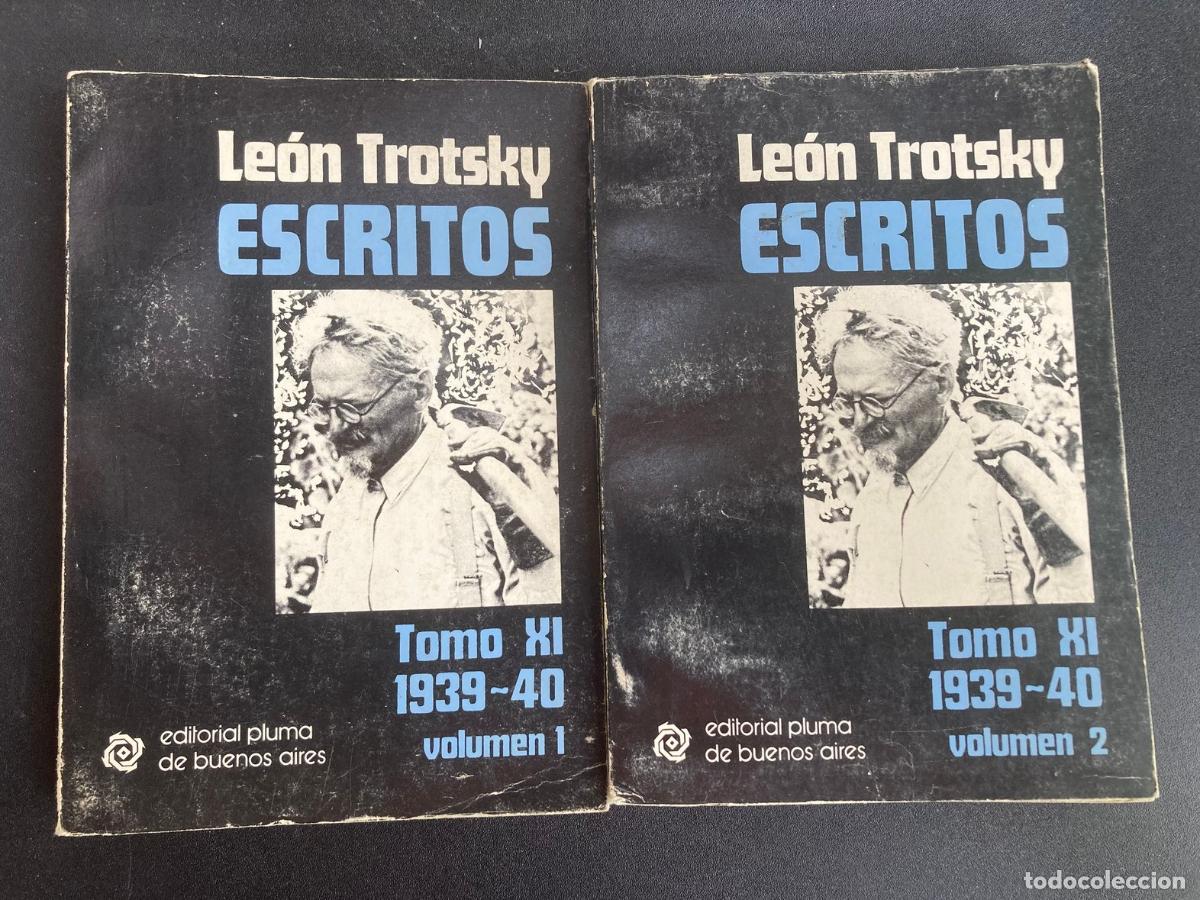 León Trotsky
ESCRITOS
Tomo XI
1939~40
volumen 1
editorial pluma
de buenos aires
León Trotsky
ESCRITOS
Tomo XI
1939~40
volumen 2
editorial pluma
de buenos aires
todocoleccion